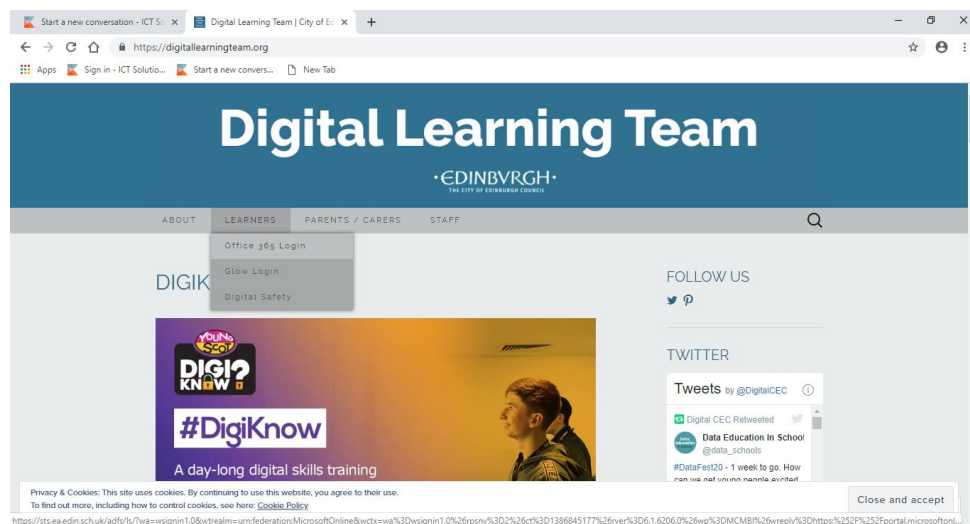 Start a new conversation - ICT So
Digital Learning Team | City of Ed
https://digitallearningteam.org
Apps Sign in - ICT Solutio... Start a new convers... New Tab
Digital Learning Team
·EDINBVRGH·
THE CITY OF EDINBURGH COUNCIL
ABOUT LEARNERS PARENTS / CARERS STAFF
Office 365 Login
Glow Login
Digital Safety
DIGIK
YOUNG
SCOT
DIGI?
KNOW
#DigiKnow
A day-long digital skills training
FOLLOW US
TWITTER
Tweets by @DigitalCEC
Digital CEC Retweeted
Data Education In School
@data_schools
#DataFest20 - 1 week to go. How
can we get young people excited
Privacy & Cookies: This site uses cookies. By continuing to use this website, you agree to their use.
To find out more, including how to control cookies, see here: Cookie Policy
Close and accept
https://sts.ea.edin.sch.uk/adfs/ls/?wa=wsignin1.0&wtrealm=urn:federation:MicrosoftOnline&wctx=wa%3Dwsignin1.0%26rpsnv%3D2%26ct%3D1386845177%26rver%3D6.1.6206.0%26wp%3DMCMBI%26wreply%3Dhttps:%252F%252Fportal.microsoftonl...